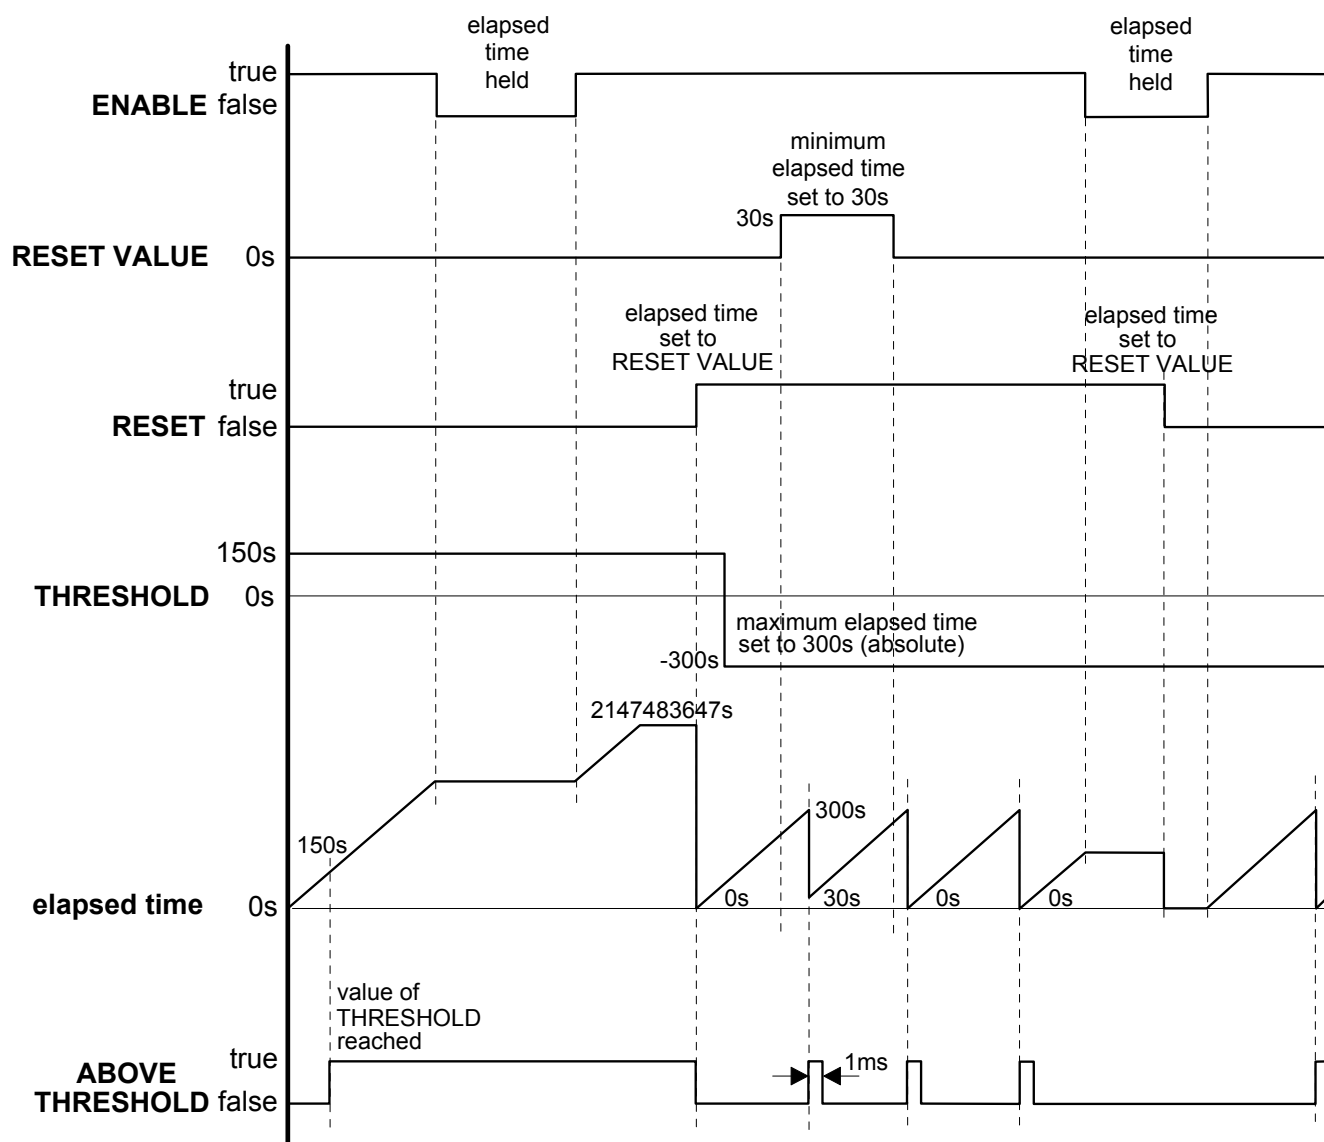 elapsed
time
held
elapsed
time
held
true
ENABLE false
minimum
elapsed time
set to 30s
30s
RESET VALUE 0s
elapsed time
set to
RESET VALUE
elapsed time
set to
RESET VALUE
true
RESET false
150s
THRESHOLD 0s
maximum elapsed time
set to 300s (absolute)
-300s
2147483647s
150s
300s
elapsed time 0s
0s
30s
0s
0s
value of
THRESHOLD
reached
true
1ms
ABOVE
THRESHOLD false